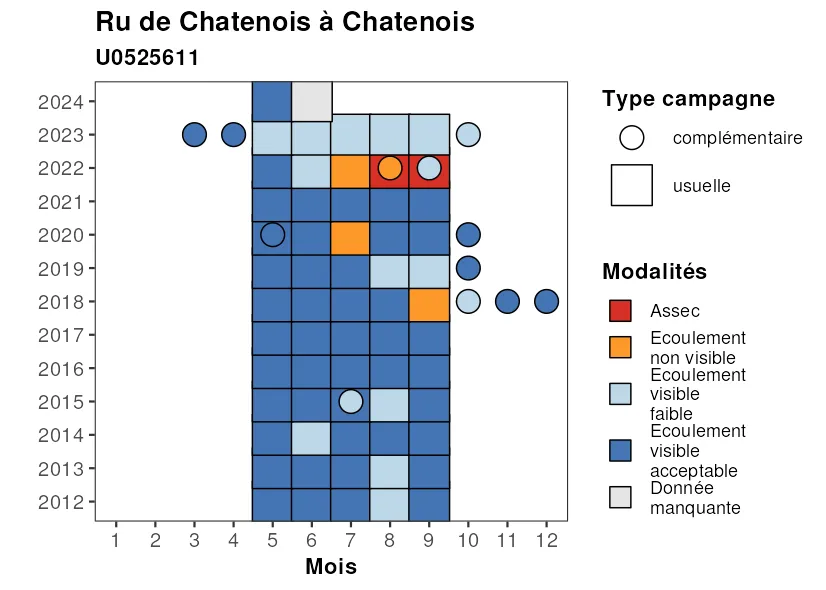 Ru de Chatenois à Chatenois
U0525611
2024
2023
2022
2021
2020
2019
2018
2017
2016
2015
2014
2013
2012
1 2 3 4 5 6 7 8 9 10 11 12
Mois
Type campagne
complémentaire
usuelle
Modalités
Assec
Ecoulement
non visible
Ecoulement
visible
faible
Ecoulement
visible
acceptable
Donnée
manquante